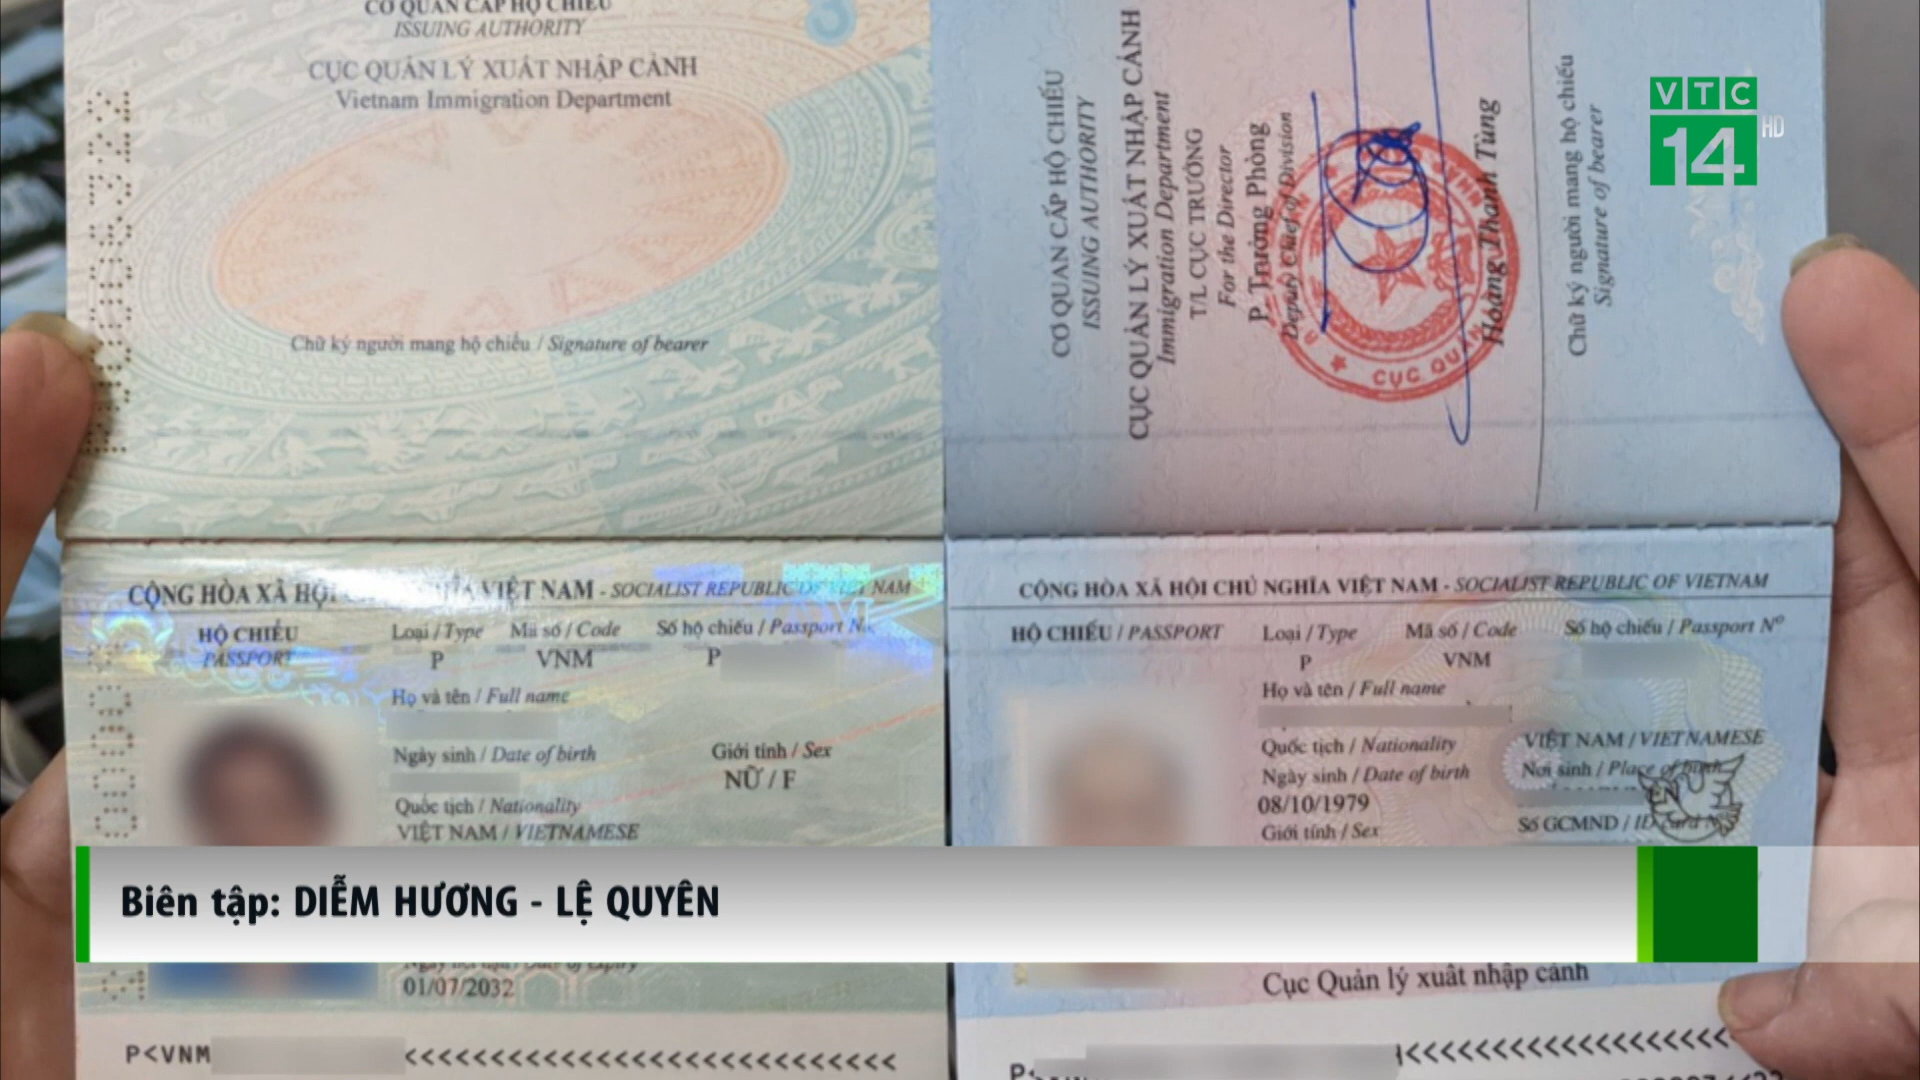 CƠ QUAN CẤP HỘ CHIẾU
ISSUING AUTHORITY
CỤC QUẢN LÝ XUẤT NHẬP CẢNH
Vietnam Immigration Department
Chữ ký người mang hộ chiếu / Signature of bearer
CƠ QUAN CẤP HỘ CHIẾU
ISSUING AUTHORITY
CỤC QUẢN LÝ XUẤT NHẬP CẢNH
Immigration Department
T/L CỤC TRƯỞNG
For the Director
P. Trưởng Phòng
Deputy Chief of Division
CỤC QUẢN
Hoàng Thanh Tùng
Chữ ký người mang hộ chiếu
Signature of bearer
VTC
14 HD
CỘNG HÒA XÃ HỘI VIỆT NAM - SOCIALIST REPUBLIC OF VIET NAM
HỘ CHIẾU
PASSPORT
Loại / Type
Mã số / Code
Số hộ chiếu / Passport No
P
VNM
P
Họ và tên / Full name
Ngày sinh / Date of birth
Giới tính / Sex
NỮ / F
Quốc tịch / Nationality
VIỆT NAM / VIETNAMESE
01/07/2032
P<VNM <<<<<<<<<<<<<<<<<<<<<<<<<<<<
CỘNG HÒA XÃ HỘI CHỦ NGHĨA VIỆT NAM - SOCIALIST REPUBLIC OF VIETNAM
HỘ CHIẾU / PASSPORT
Loại / Type
Mã số / Code
Số hộ chiếu / Passport Nº
P
VNM
Họ và tên / Full name
Quốc tịch / Nationality
VIỆT NAM / VIETNAMESE
Ngày sinh / Date of birth
Nơi sinh / Place of birth
08/10/1979
Giới tính / Sex
Số GCMND / ID card Nº
Cục Quản lý xuất nhập cảnh
Biên tập: DIỄM HƯƠNG - LỆ QUYÊN